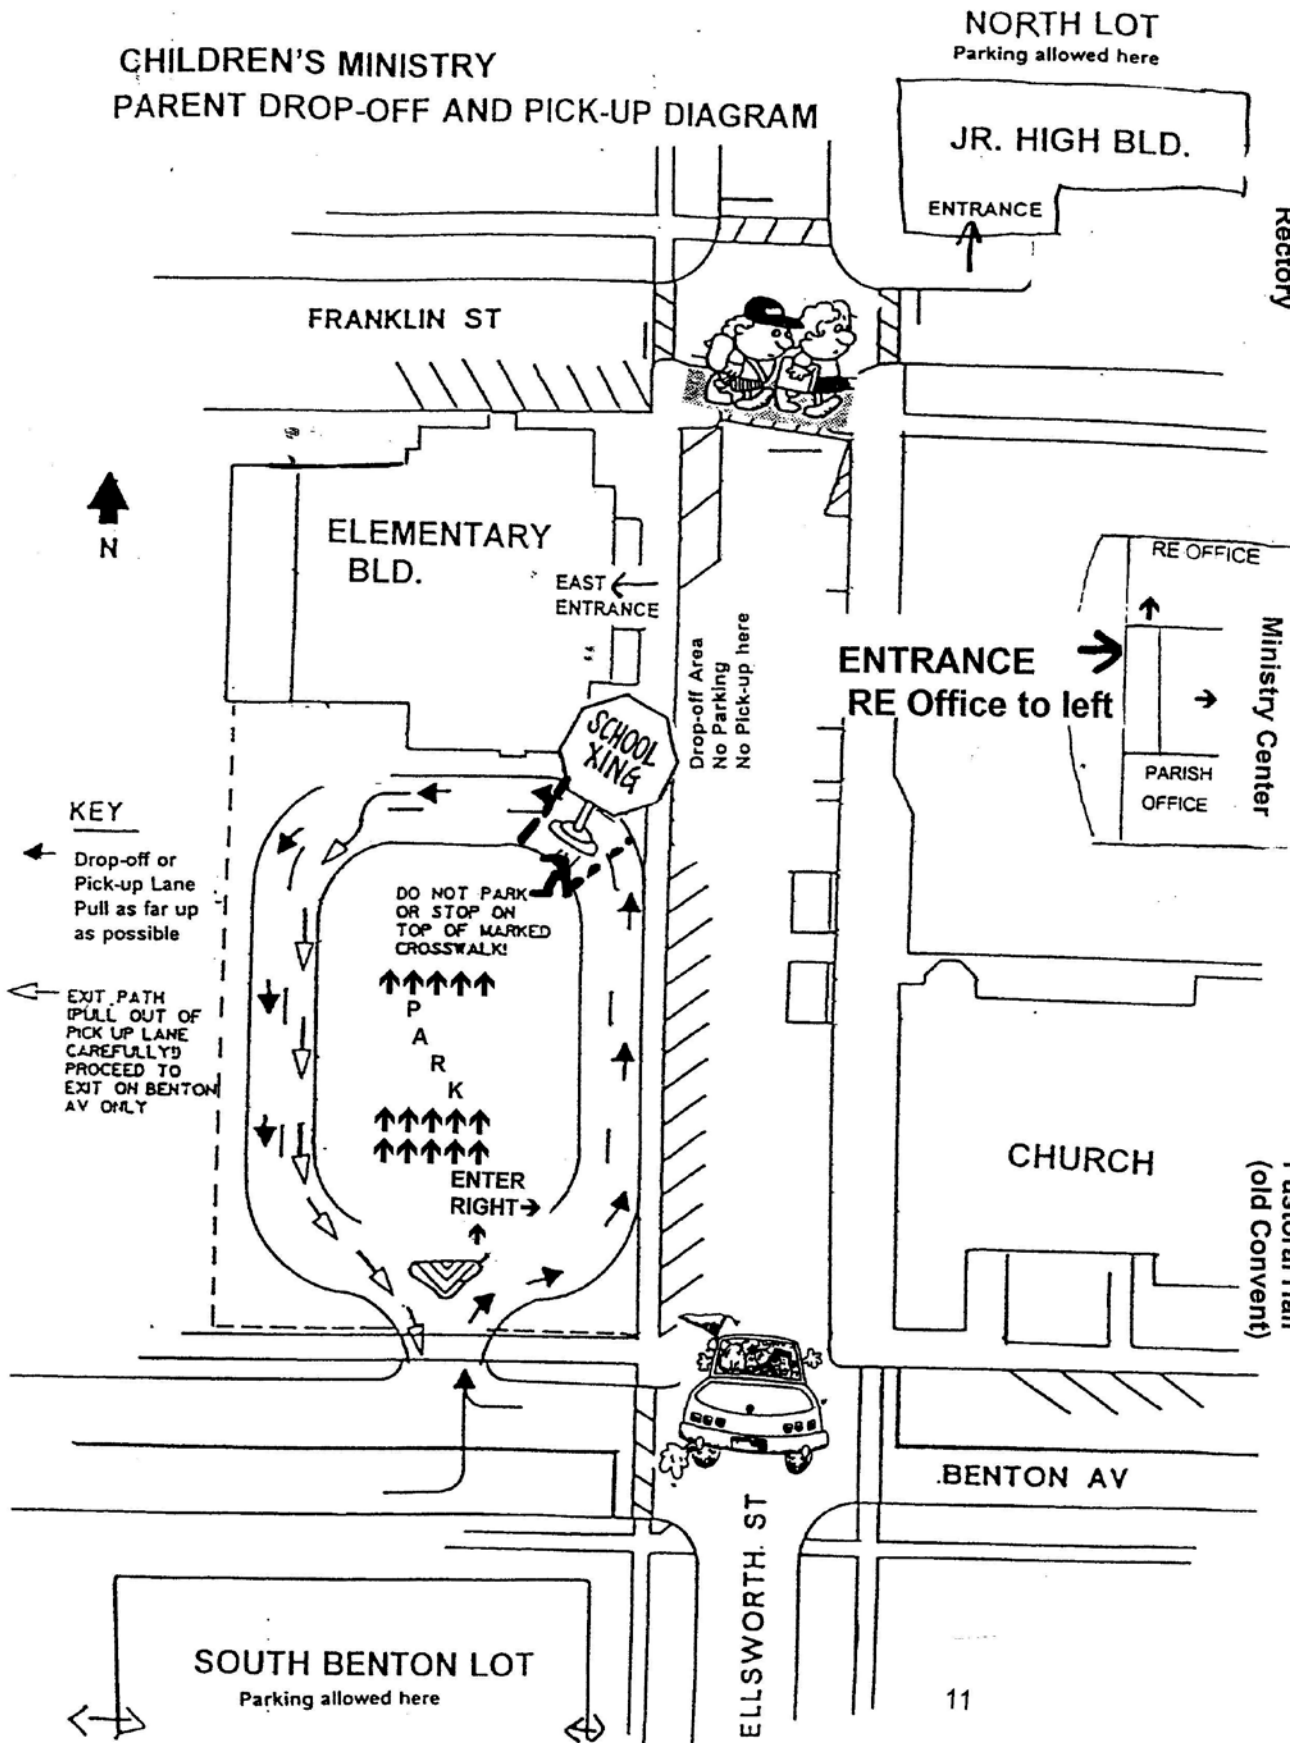 NORTH LOT
Parking allowed here
CHILDREN'S MINISTRY
PARENT DROP-OFF AND PICK-UP DIAGRAM
JR. HIGH BLD.
ENTRANCE
Rectory
FRANKLIN ST
N
ELEMENTARY
BLD.
EAST
ENTRANCE
RE OFFICE
Drop-off Area
No Parking
No Pick-up here
ENTRANCE
RE Office to left
Ministry Center
PARISH
OFFICE
SCHOOL
XING
KEY
Drop-off or
Pick-up Lane
Pull as far up
as possible
DO NOT PARK
OR STOP ON
TOP OF MARKED
CROSSWALK!
EXIT PATH
(PULL OUT OF
PICK UP LANE
CAREFULLY)
PROCEED TO
EXIT ON BENTON
AV ONLY
P
A
R
K
ENTER
RIGHT
CHURCH
Pastoral Hall
(old Convent)
BENTON AV
ELLSWORTH. ST
SOUTH BENTON LOT
Parking allowed here
11